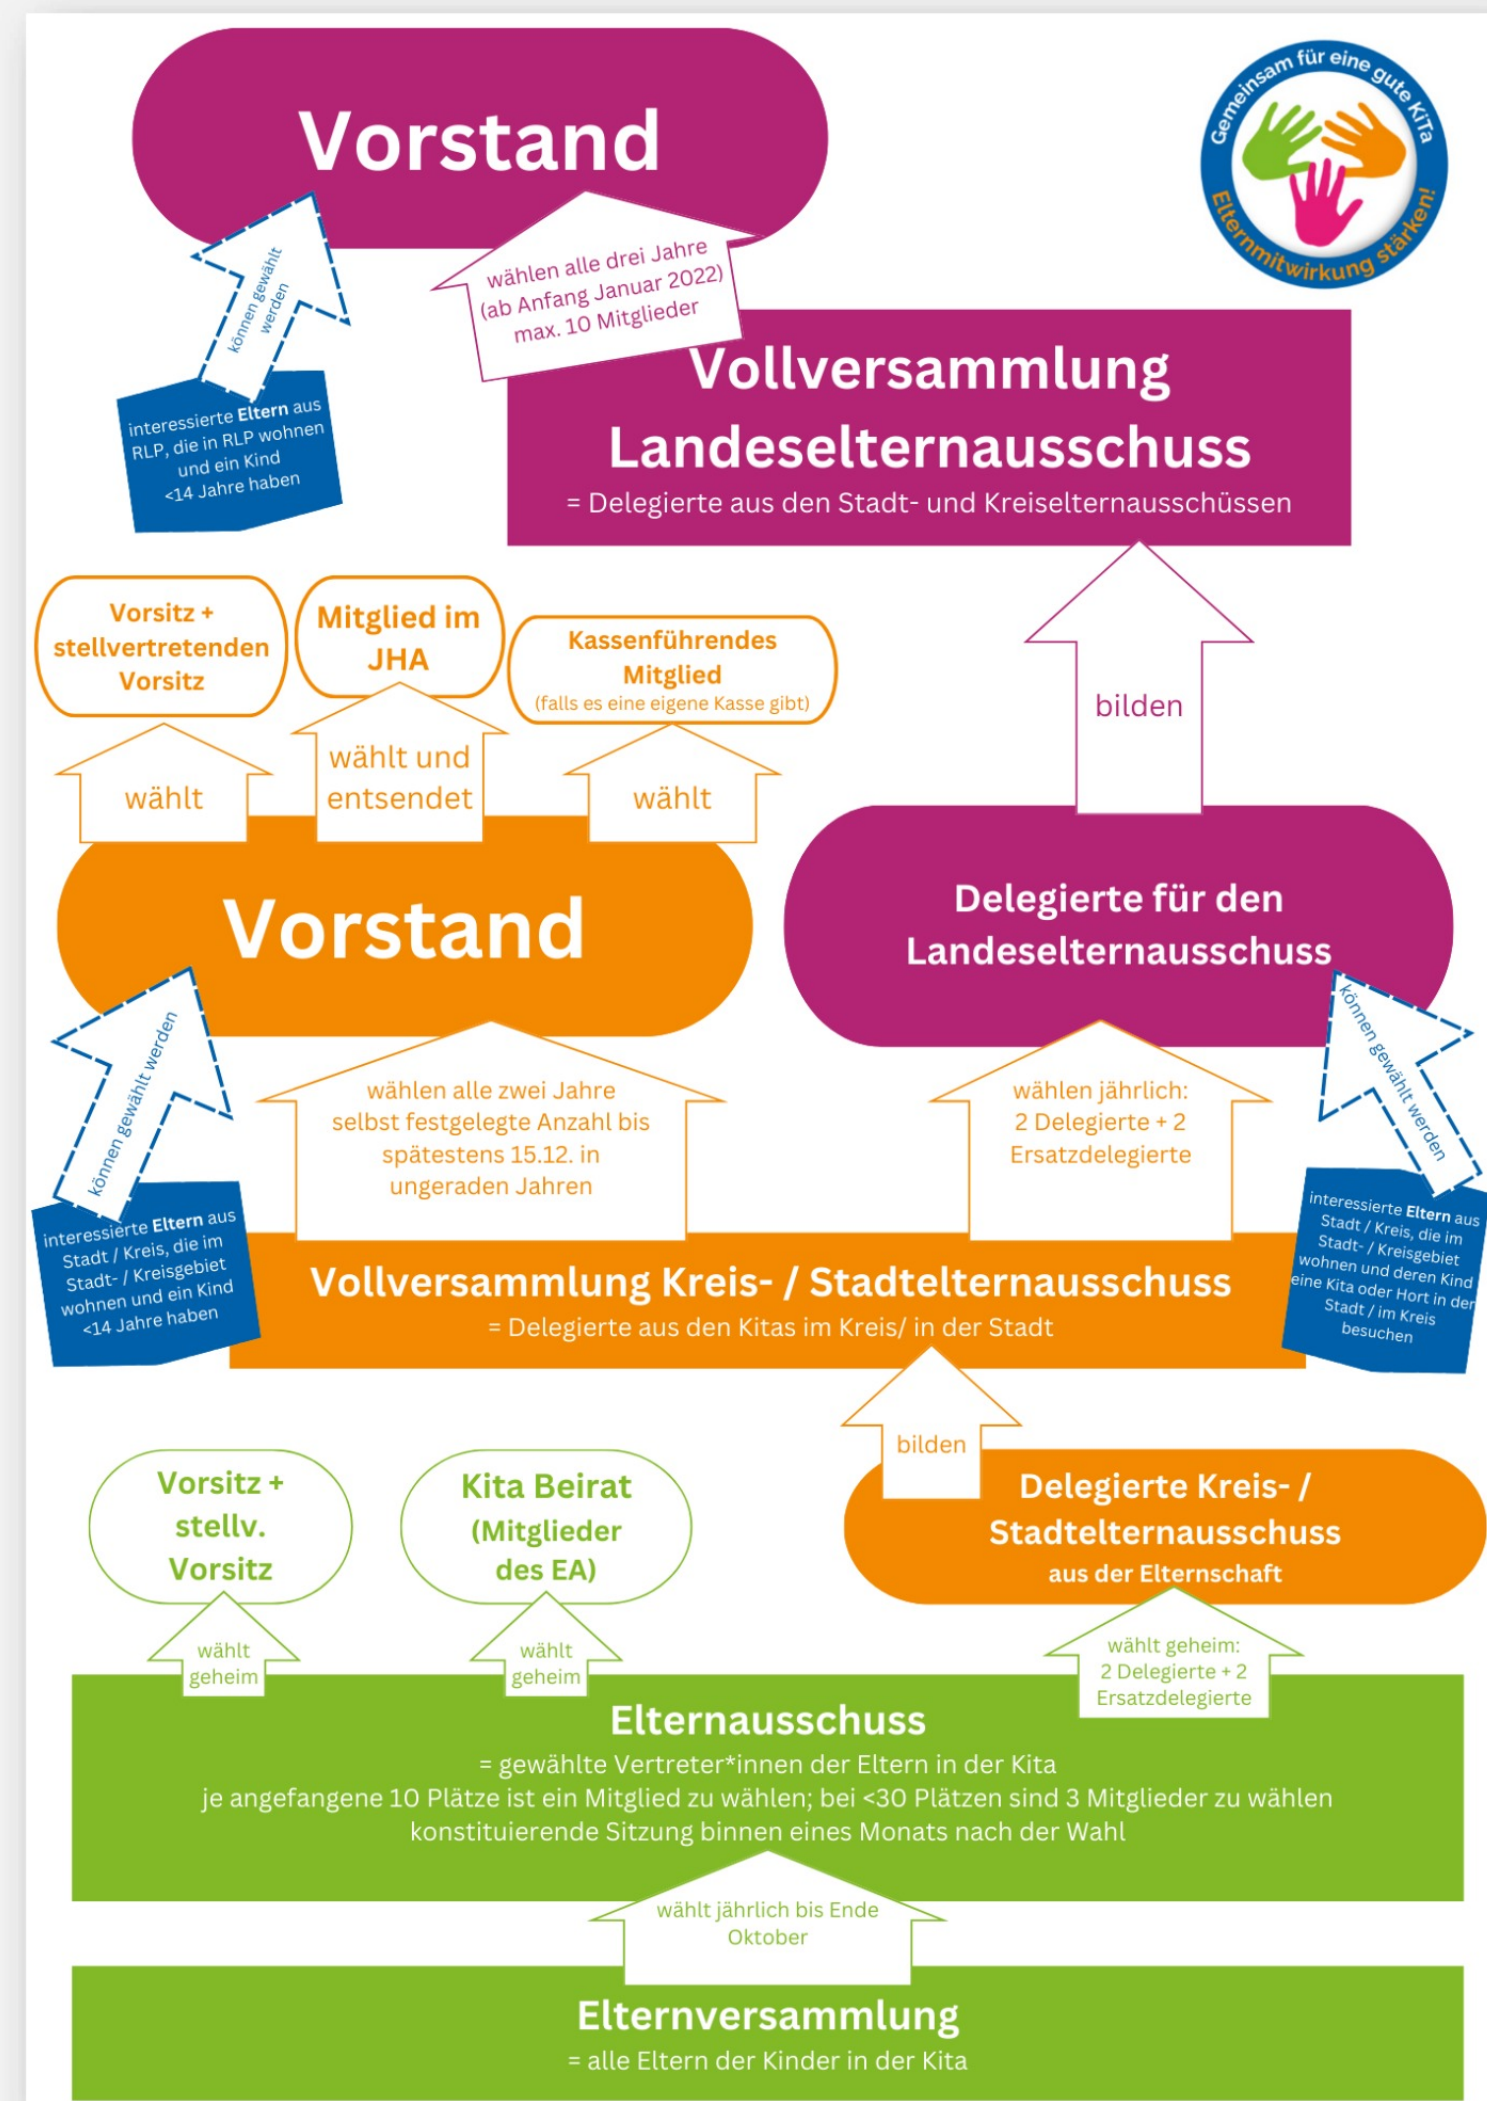 Vorstand
Gemeinsam für eine gute KiTa
Elternmitwirkung stärken!
können gewählt
werden
wählen alle drei Jahre
(ab Anfang Januar 2022)
max. 10 Mitglieder
interessierte Eltern aus
RLP, die in RLP wohnen
und ein Kind
<14 Jahre haben
Vollversammlung
Landeselternausschuss
= Delegierte aus den Stadt- und Kreiselternausschüssen
Vorsitz +
stellvertretenden
Vorsitz
Mitglied im
JHA
Kassenführendes
Mitglied
(falls es eine eigene Kasse gibt)
bilden
wählt
wählt und
entsendet
wählt
Vorstand
Delegierte für den
Landeselternausschuss
können gewählt werden
wählen alle zwei Jahre
selbst festgelegte Anzahl bis
spätestens 15.12. in
ungeraden Jahren
wählen jährlich:
2 Delegierte + 2
Ersatzdelegierte
können gewählt werden
interessierte Eltern aus
Stadt / Kreis, die im
Stadt- / Kreisgebiet
wohnen und ein Kind
<14 Jahre haben
interessierte Eltern aus
Stadt / Kreis, die im
Stadt- / Kreisgebiet
wohnen und deren Kind
eine Kita oder Hort in der
Stadt / im Kreis
besuchen
Vollversammlung Kreis- / Stadtelternausschuss
= Delegierte aus den Kitas im Kreis/ in der Stadt
bilden
Vorsitz +
stellv.
Vorsitz
Kita Beirat
(Mitglieder
des EA)
Delegierte Kreis- /
Stadtelternausschuss
aus der Elternschaft
wählt
geheim
wählt
geheim
wählt geheim:
2 Delegierte + 2
Ersatzdelegierte
Elternausschuss
= gewählte Vertreter*innen der Eltern in der Kita
je angefangene 10 Plätze ist ein Mitglied zu wählen; bei <30 Plätzen sind 3 Mitglieder zu wählen
konstituierende Sitzung binnen eines Monats nach der Wahl
wählt jährlich bis Ende
Oktober
Elternversammlung
= alle Eltern der Kinder in der Kita